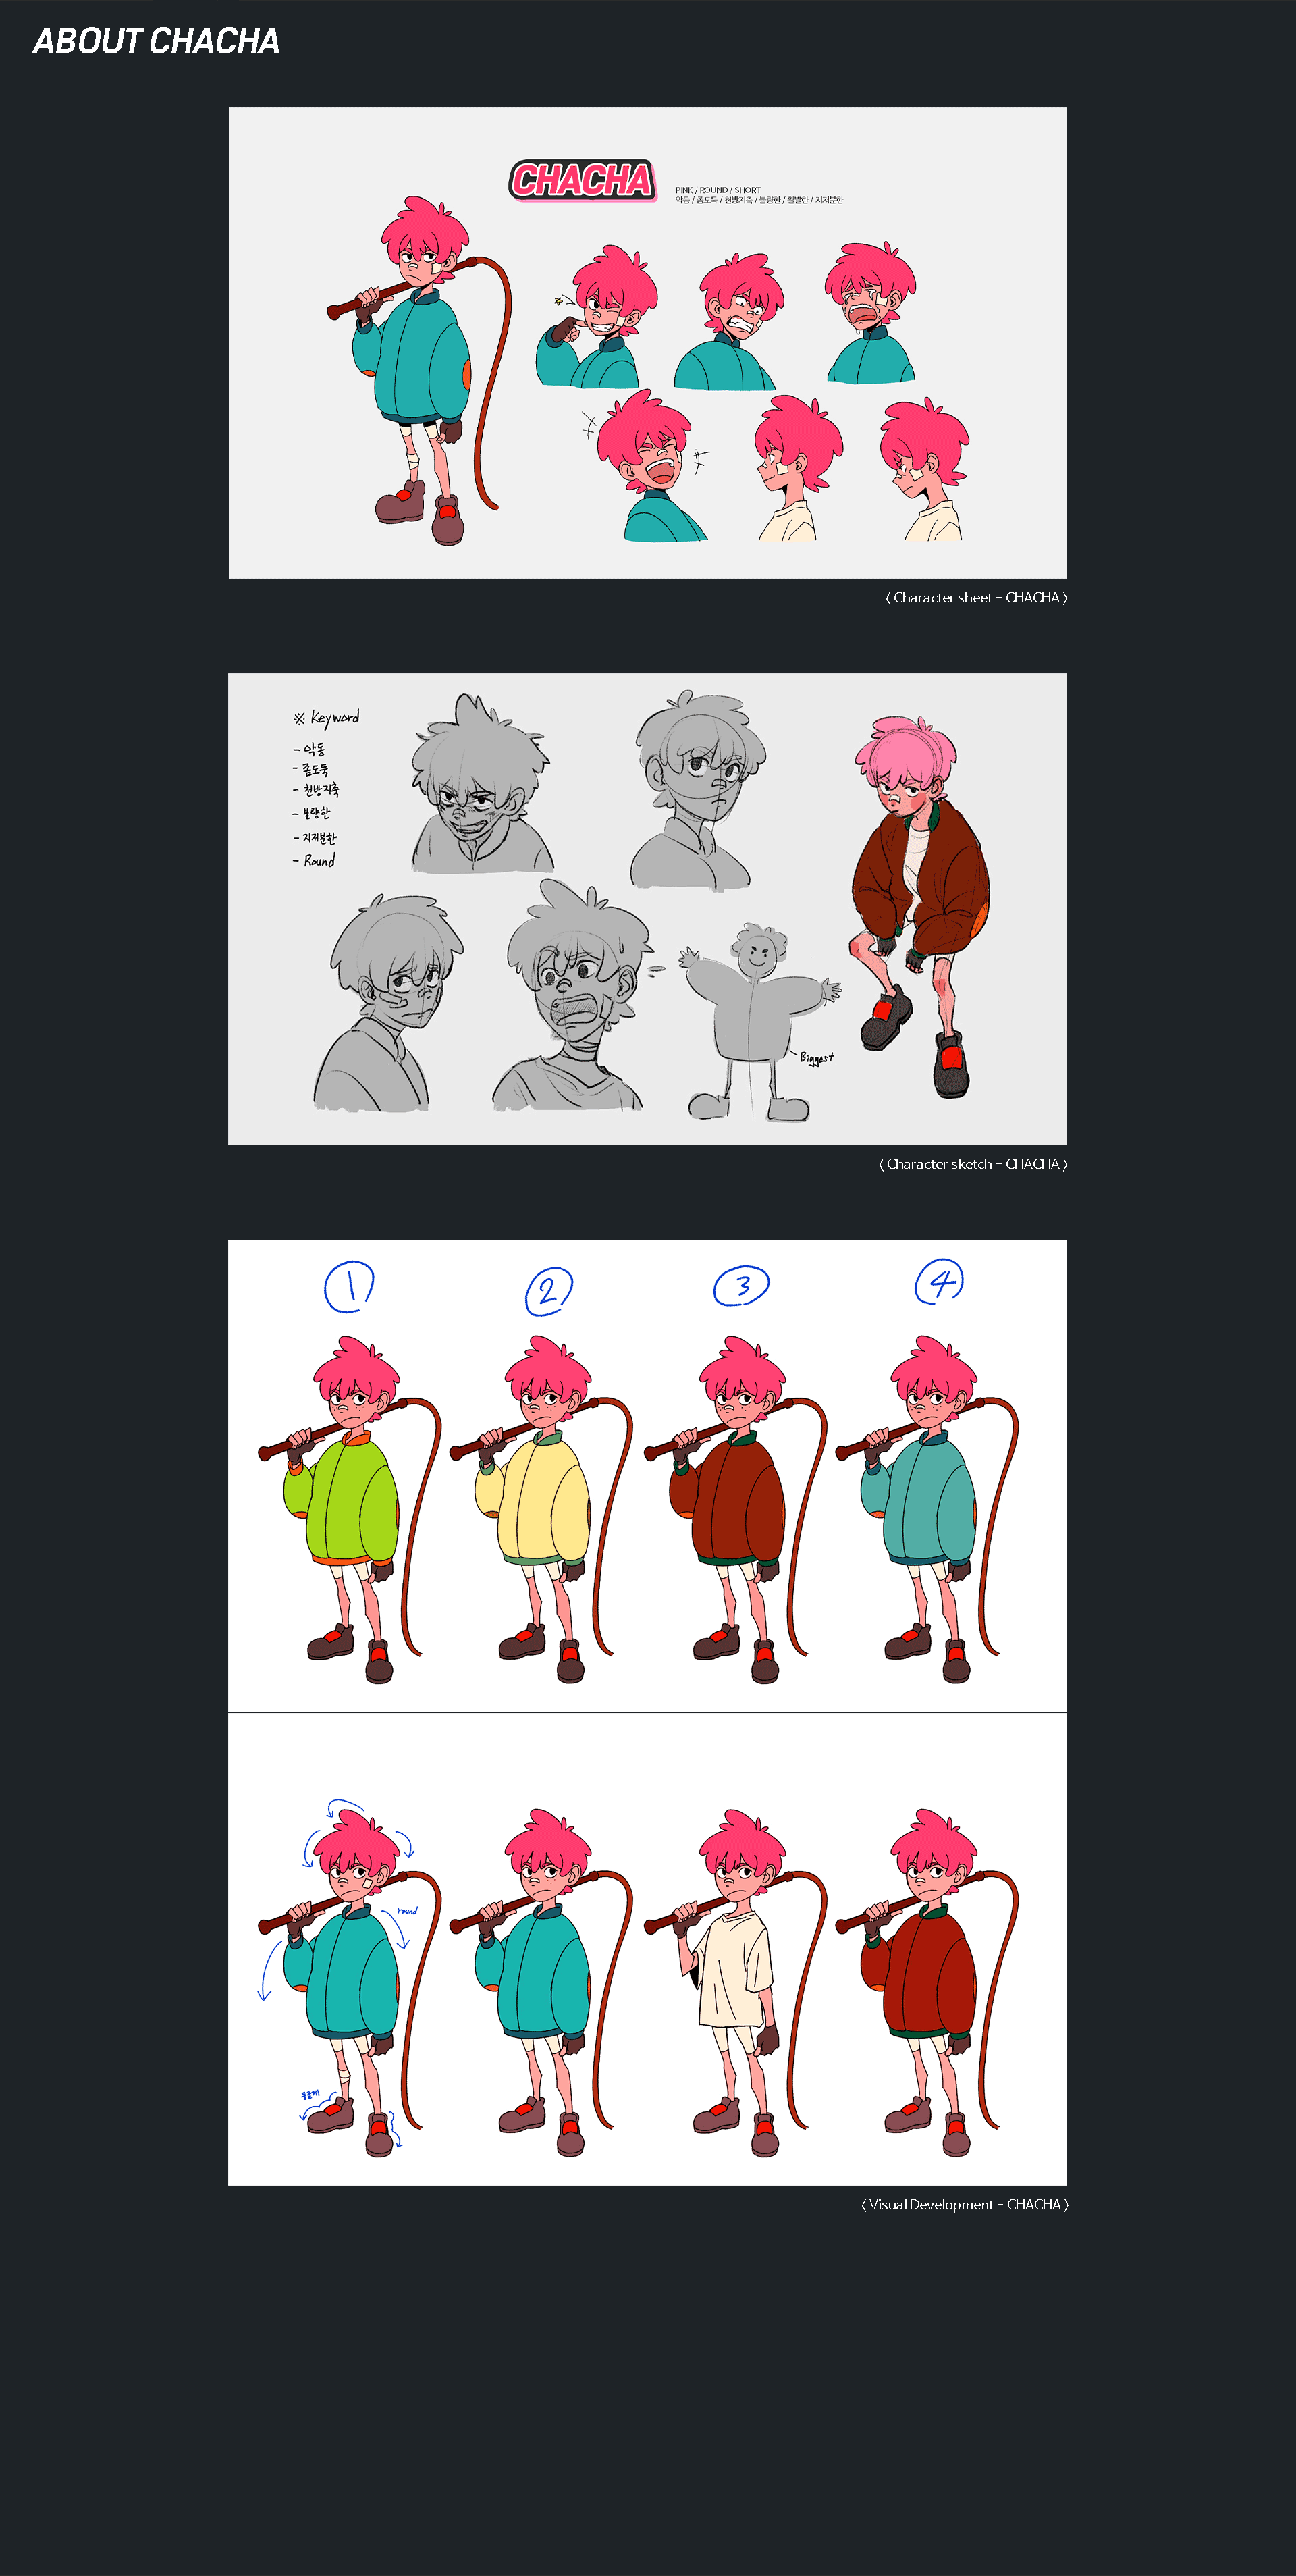 ABOUT CHACHA
CHACHA
PINK / ROUND / SHORT
악동 / 좀도둑 / 천방지축 / 불량한 / 활발한 / 지저분한
〈 Character sheet - CHACHA 〉
※ Keyword
- 악동
- 좀도둑
- 천방지축
- 불량한
- 지저분한
- Round
Biggest
〈 Character sketch - CHACHA 〉
1 2 3 4
round
둥글게
〈 Visual Development - CHACHA 〉